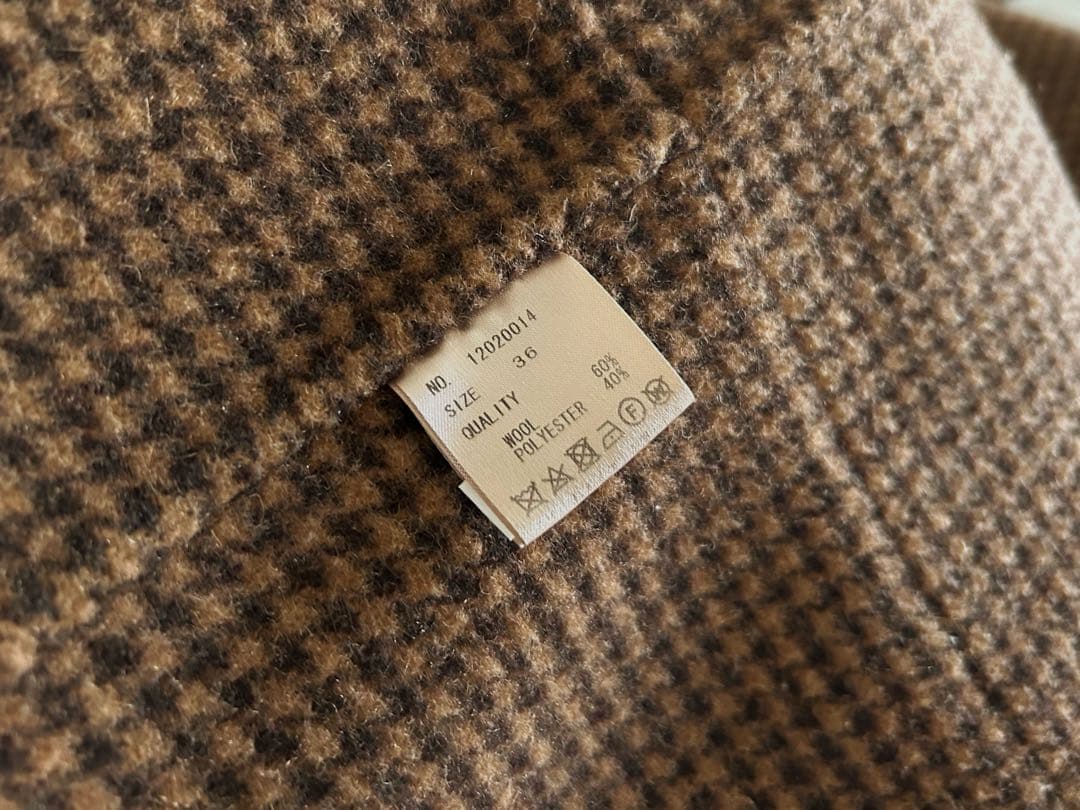 NO. 12020014
SIZE 36
QUALITY
WOOL 60%
POLYESTER 40%
F